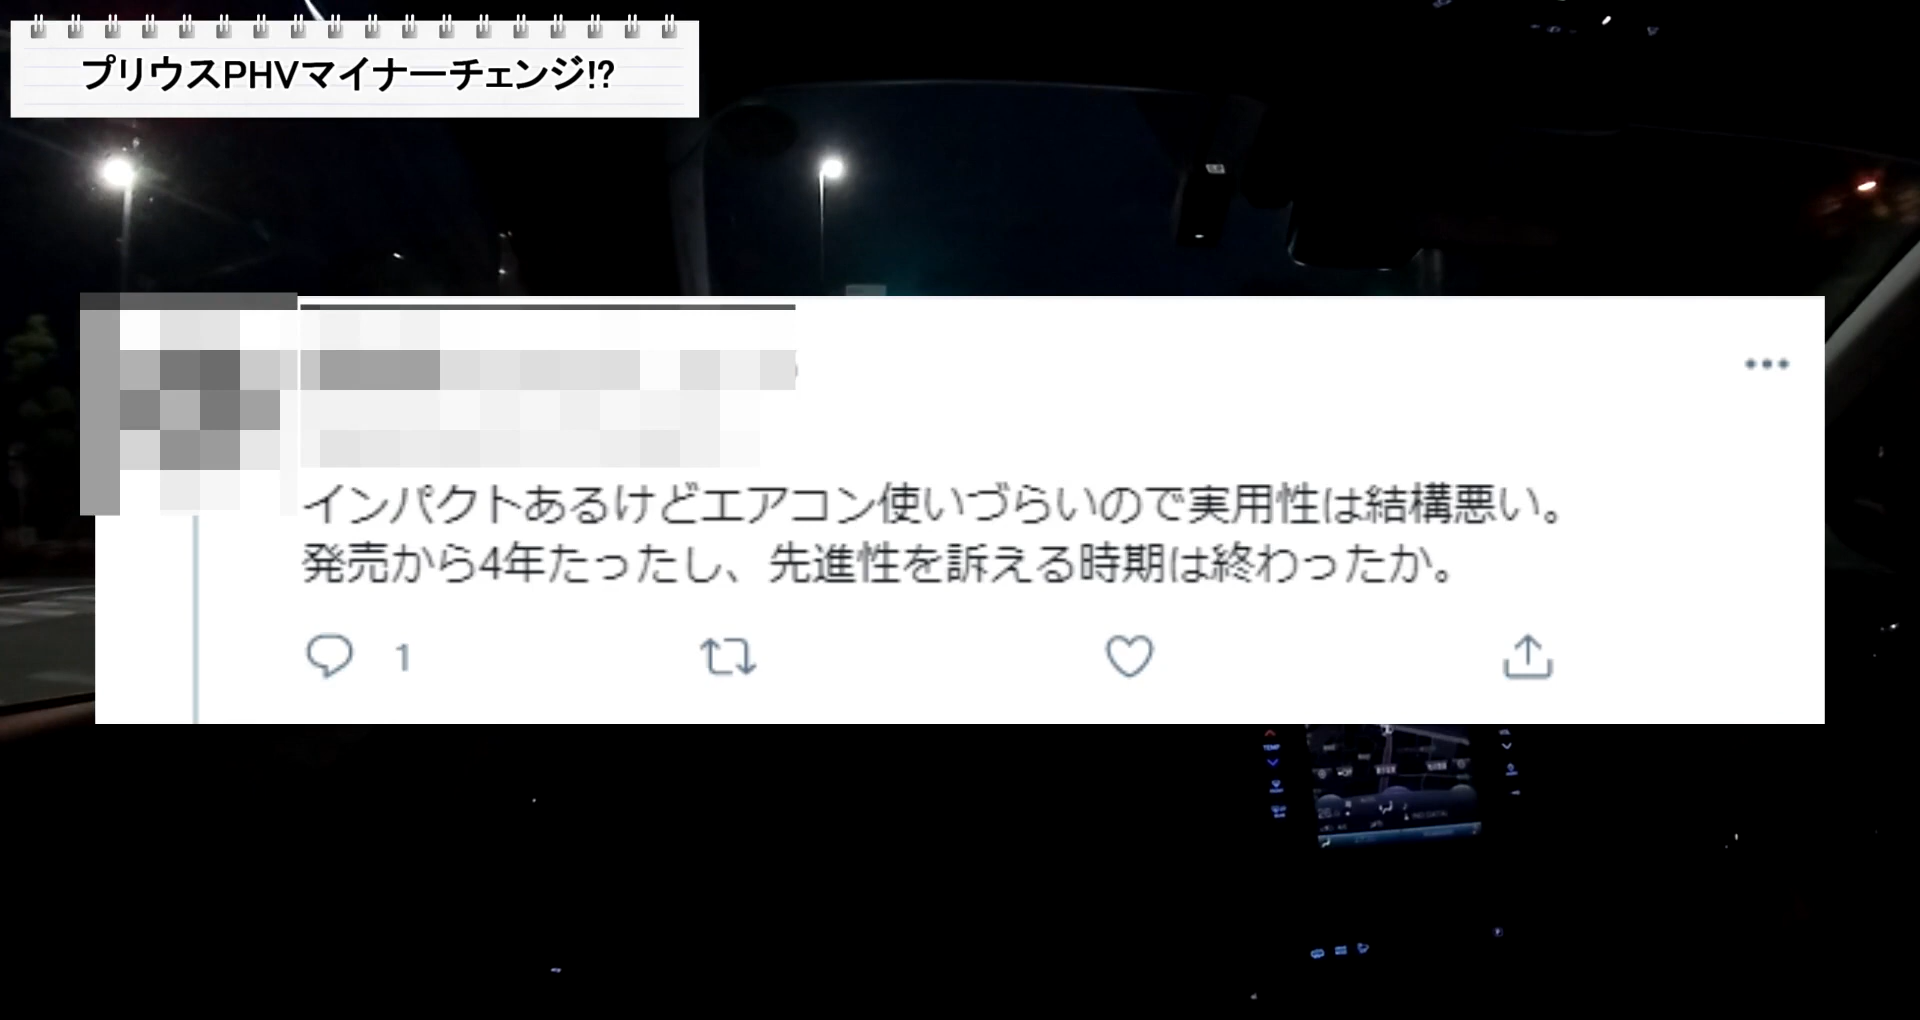 プリウスPHVマイナーチェンジ!?
インパクトあるけどエアコン使いづらいので実用性は結構悪い。
発売から4年たったし、先進性を訴える時期は終わったか。
1
TEMP